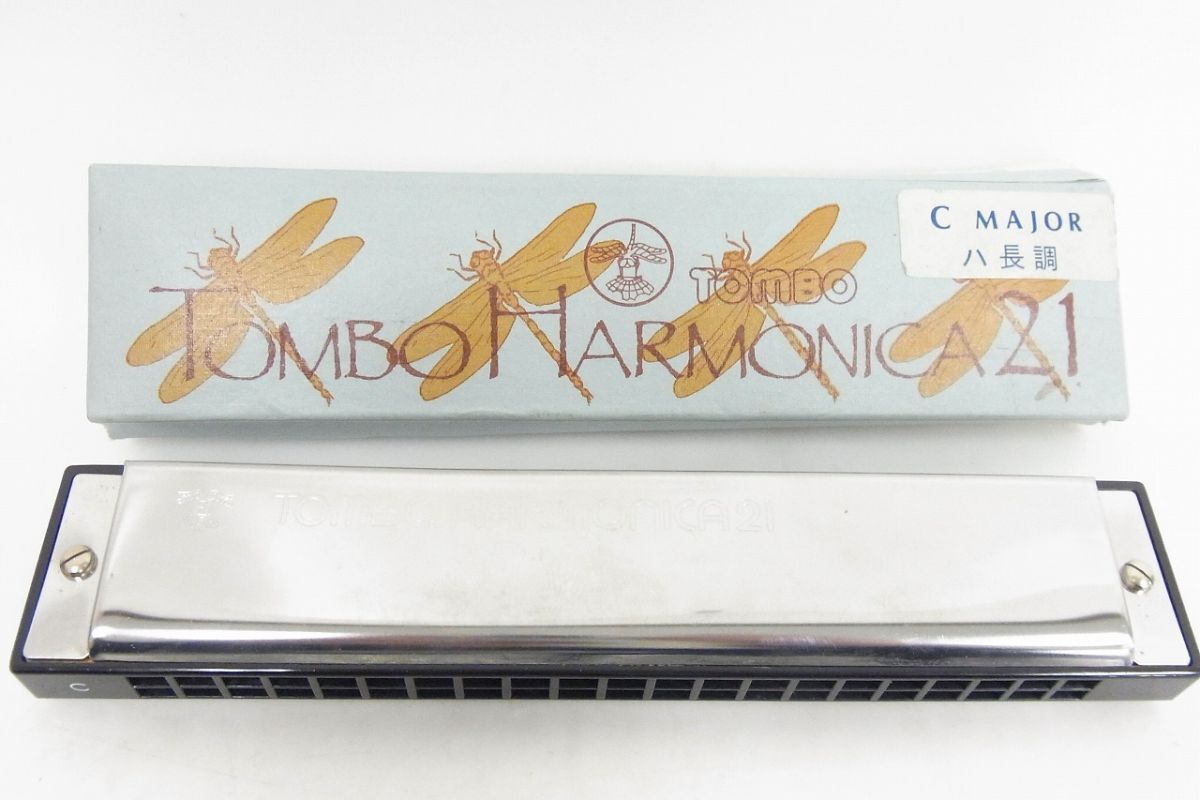 C MAJOR
ハ長調
TOMBO
TOMBO HARMONICA 21
TOMBO HARMONICA 21
C